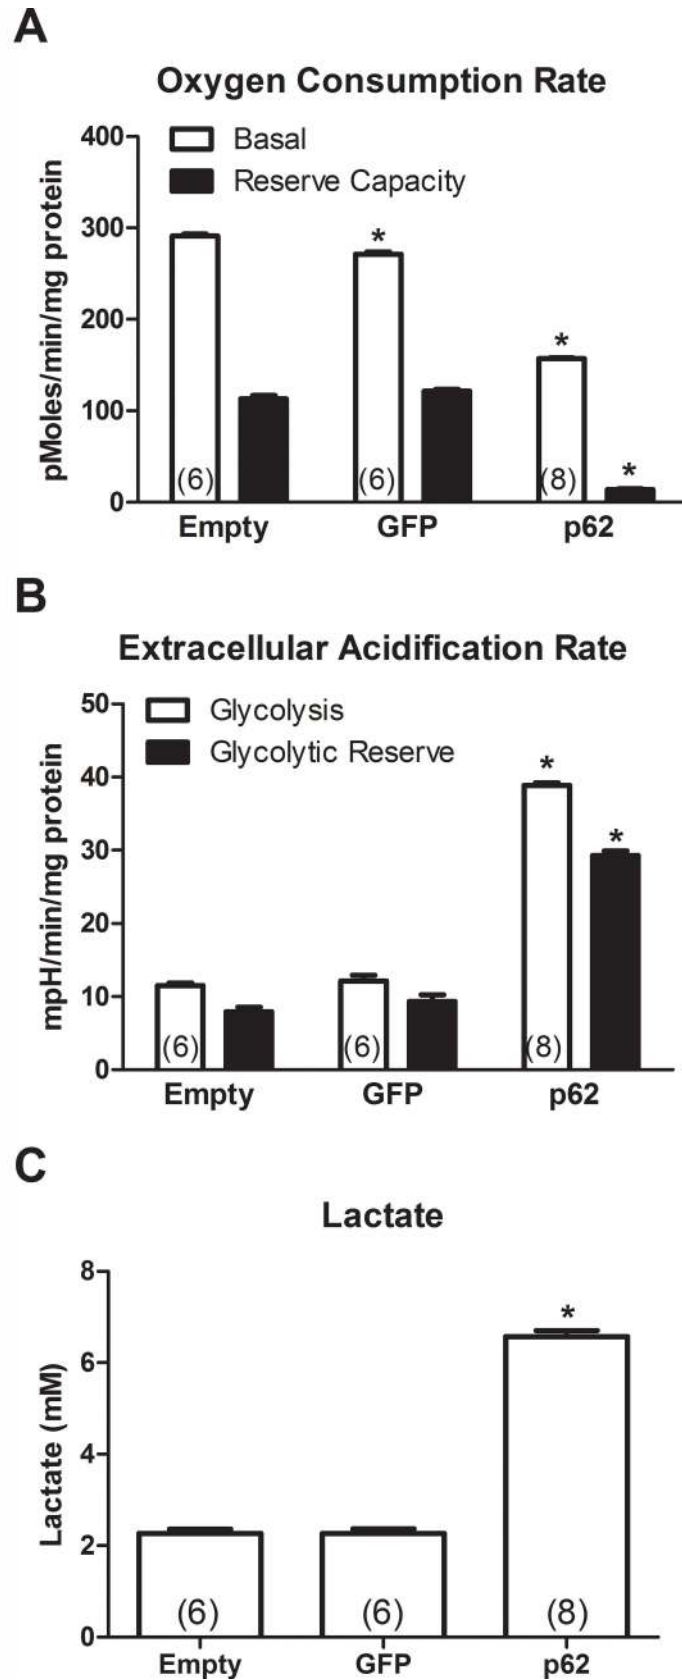 A
Oxygen Consumption Rate
400
300
200
100
0
pMoles/min/mg protein
Basal
Reserve Capacity
*
*
*
(6)
(6)
(8)
Empty
GFP
p62
B
Extracellular Acidification Rate
50
40
30
20
10
0
mpH/min/mg protein
Glycolysis
Glycolytic Reserve
*
*
(6)
(6)
(8)
Empty
GFP
p62
C
Lactate
8
6
4
2
0
Lactate (mM)
*
(6)
(6)
(8)
Empty
GFP
p62